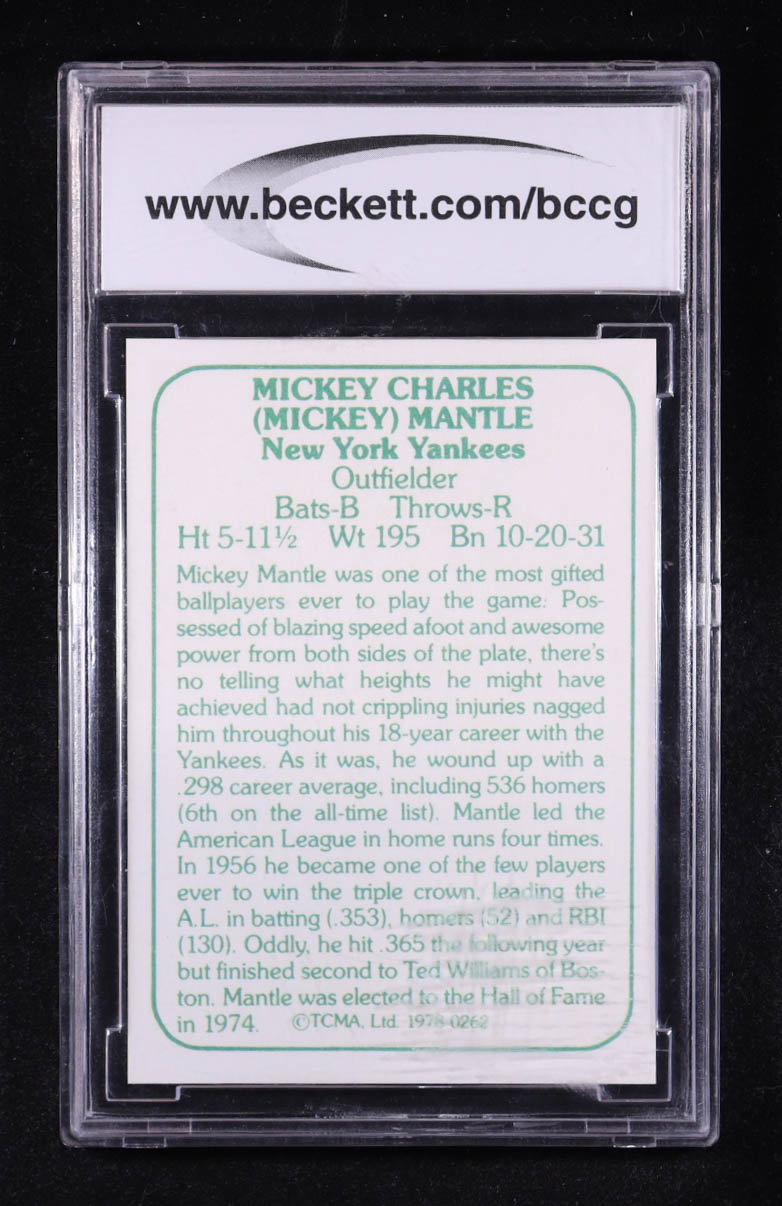 www.beckett.com/bccg
MICKEY CHARLES
(MICKEY) MANTLE
New York Yankees
Outfielder
Bats-B Throws-R
Ht 5-11½ Wt 195 Bn 10-20-31
Mickey Mantle was one of the most gifted
ballplayers ever to play the game. Pos-
sessed of blazing speed afoot and awesome
power from both sides of the plate, there's
no telling what heights he might have
achieved had not crippling injuries nagged
him throughout his 18-year career with the
Yankees. As it was, he wound up with a
.298 career average, including 536 homers
(6th on the all-time list). Mantle led the
American League in home runs four times.
In 1956 he became one of the few players
ever to win the triple crown, leading the
A.L. in batting (.353), homers (52) and RBI
(130). Oddly, he hit .365 the following year
but finished second to Ted Williams of Bos-
ton. Mantle was elected to the Hall of Fame
in 1974. ©TCMA, Ltd. 1978-0262